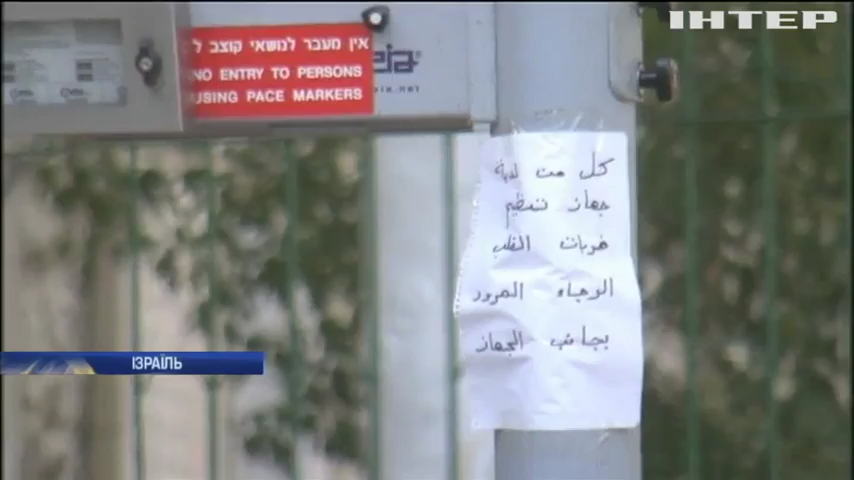 ІНТЕР
אין מעבר לנושאי קוצב ל
NO ENTRY TO PERSONS
USING PACE MARKERS
eia
كل من لديه
جهاز تنظيم
ضربات القلب
الرجاء المرور
بجانب الجهاز
ІЗРАЇЛЬ